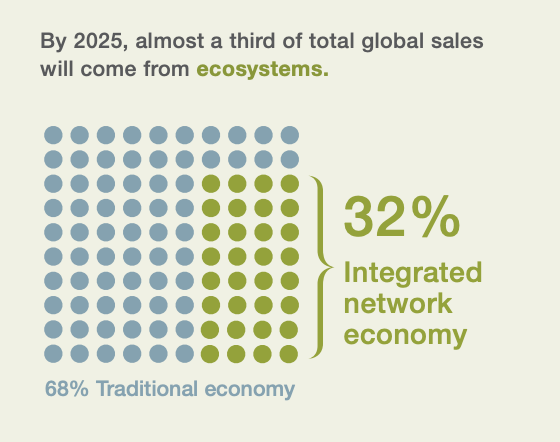 By 2025, almost a third of total global sales
will come from ecosystems.
32%
Integrated
network
economy
68% Traditional economy